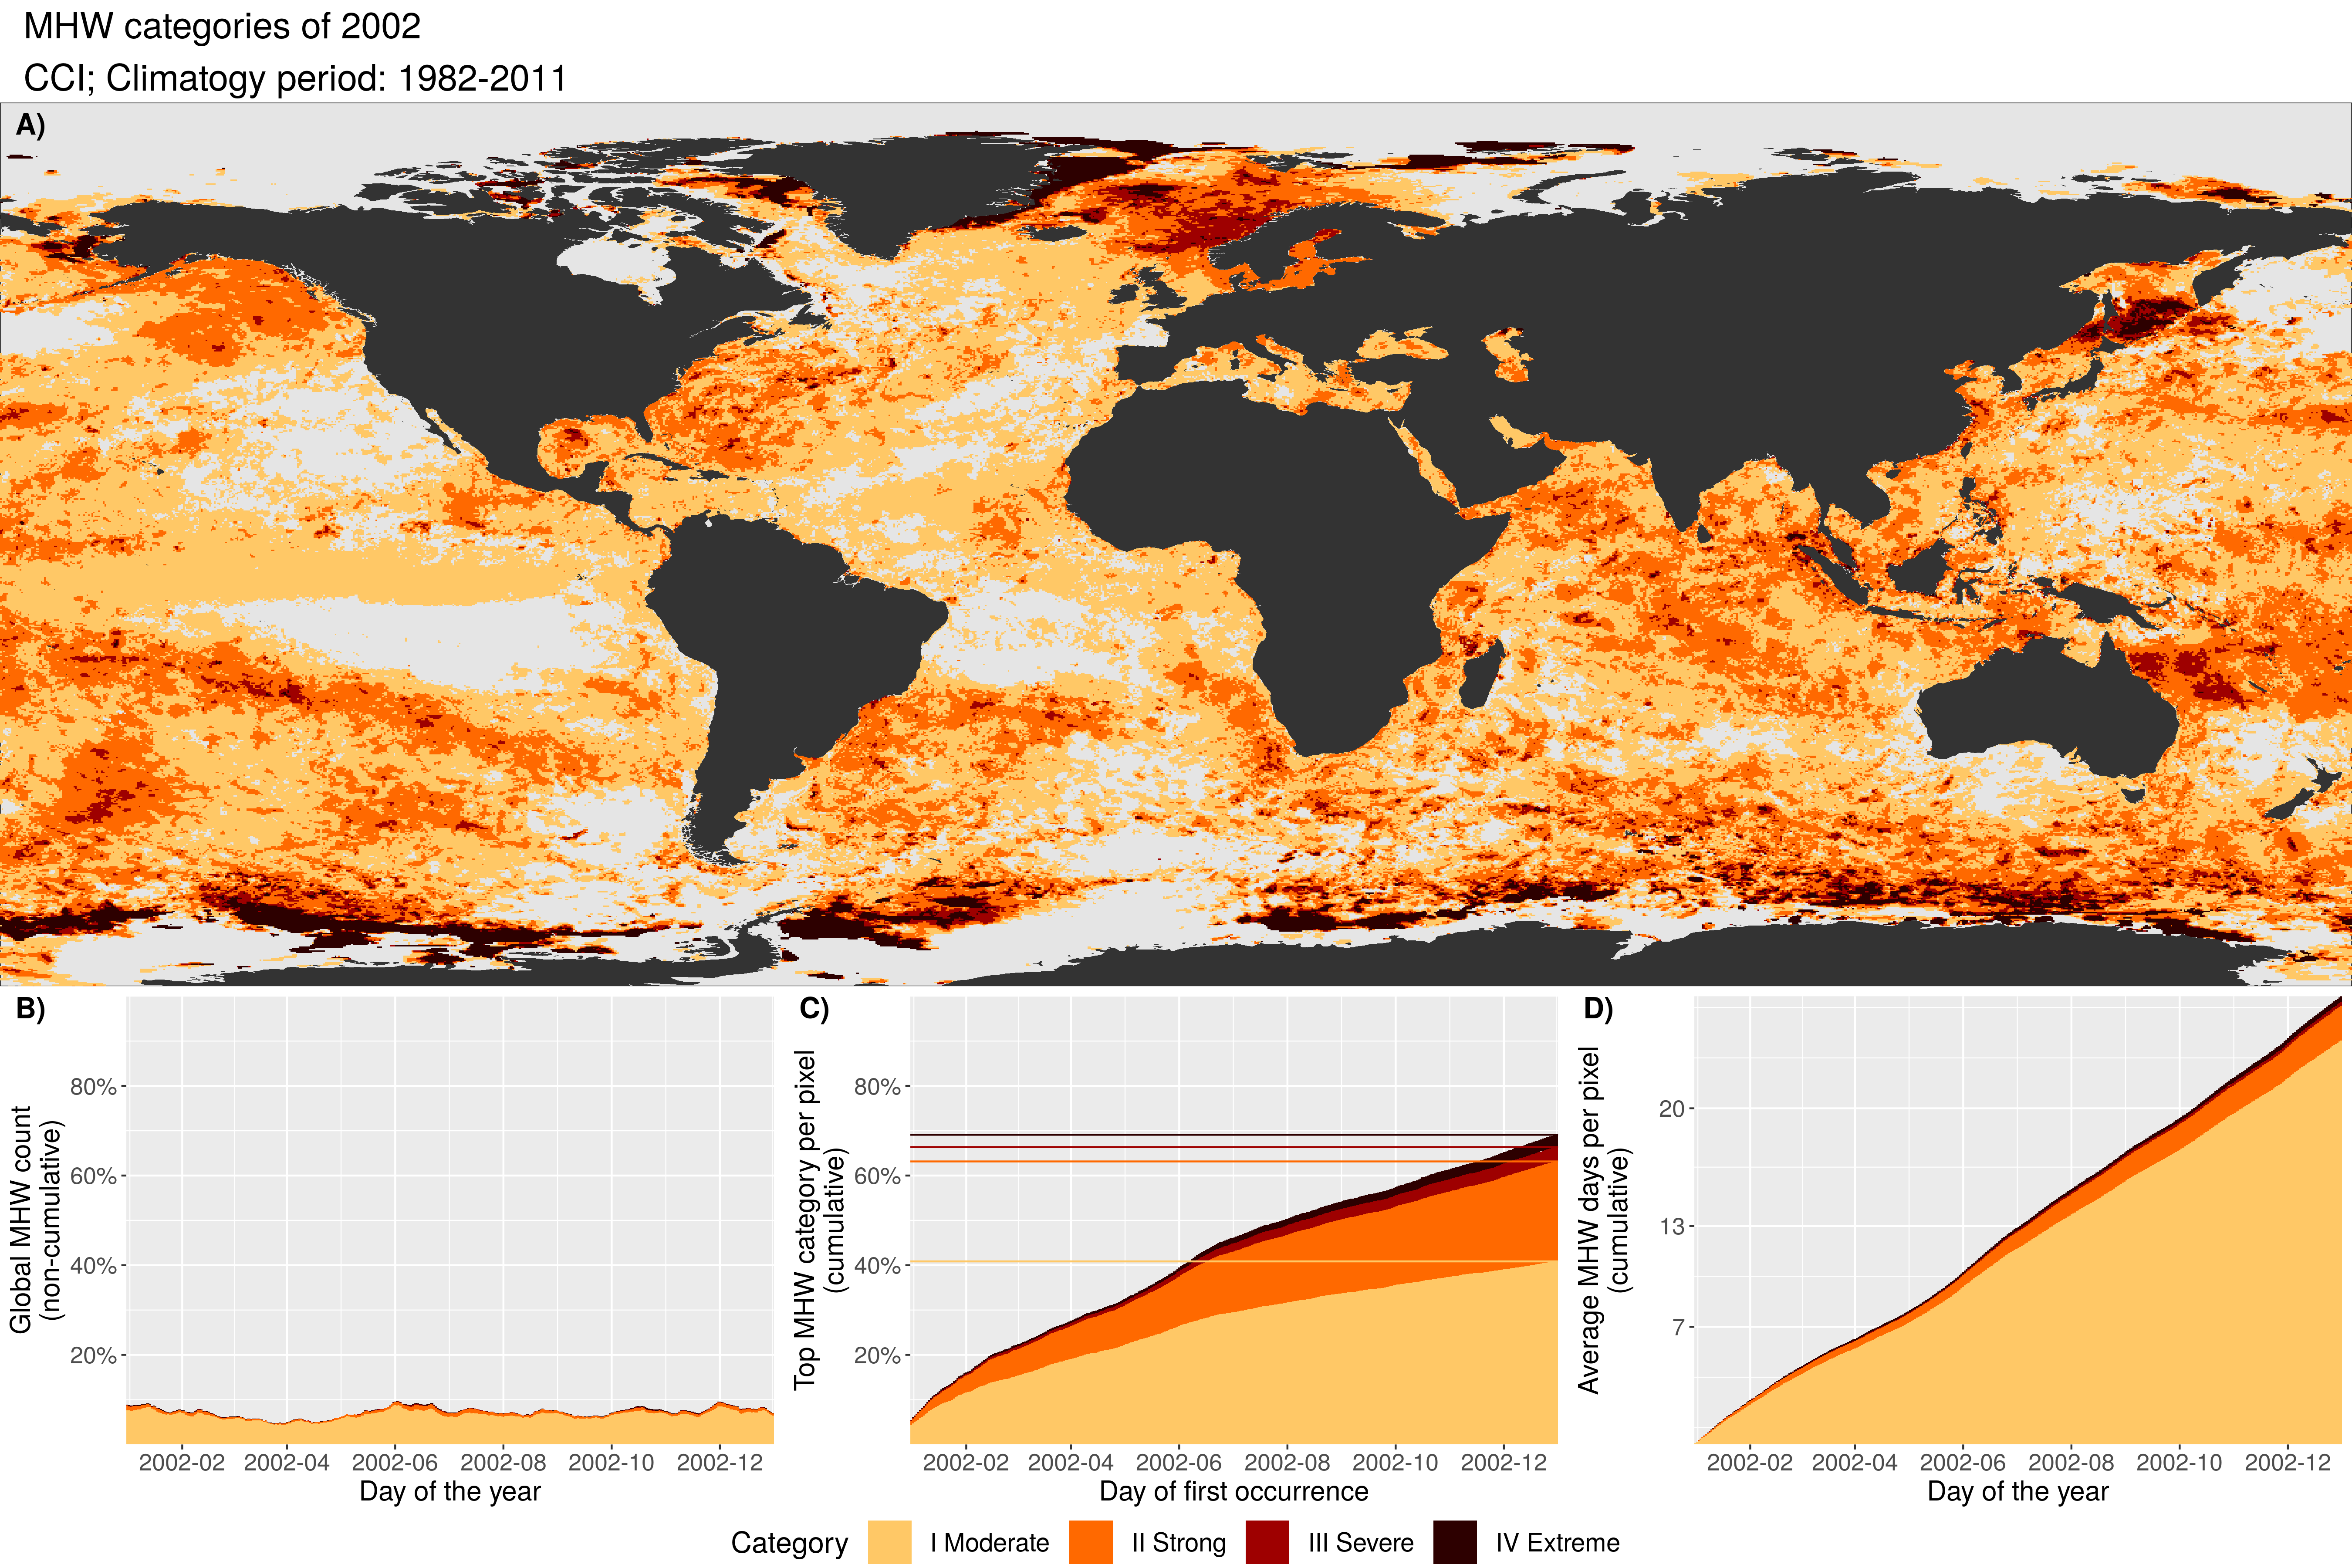 MHW categories of 2002
CCI; Climatogy period: 1982-2011
A)
B)
Global MHW count
(non-cumulative)
80%
60%
40%
20%
2002-02 2002-04 2002-06 2002-08 2002-10 2002-12
Day of the year
C)
Top MHW category per pixel
(cumulative)
80%
60%
40%
20%
2002-02 2002-04 2002-06 2002-08 2002-10 2002-12
Day of first occurrence
D)
Average MHW days per pixel
(cumulative)
20
13
7
2002-02 2002-04 2002-06 2002-08 2002-10 2002-12
Day of the year
Category I Moderate II Strong III Severe IV Extreme